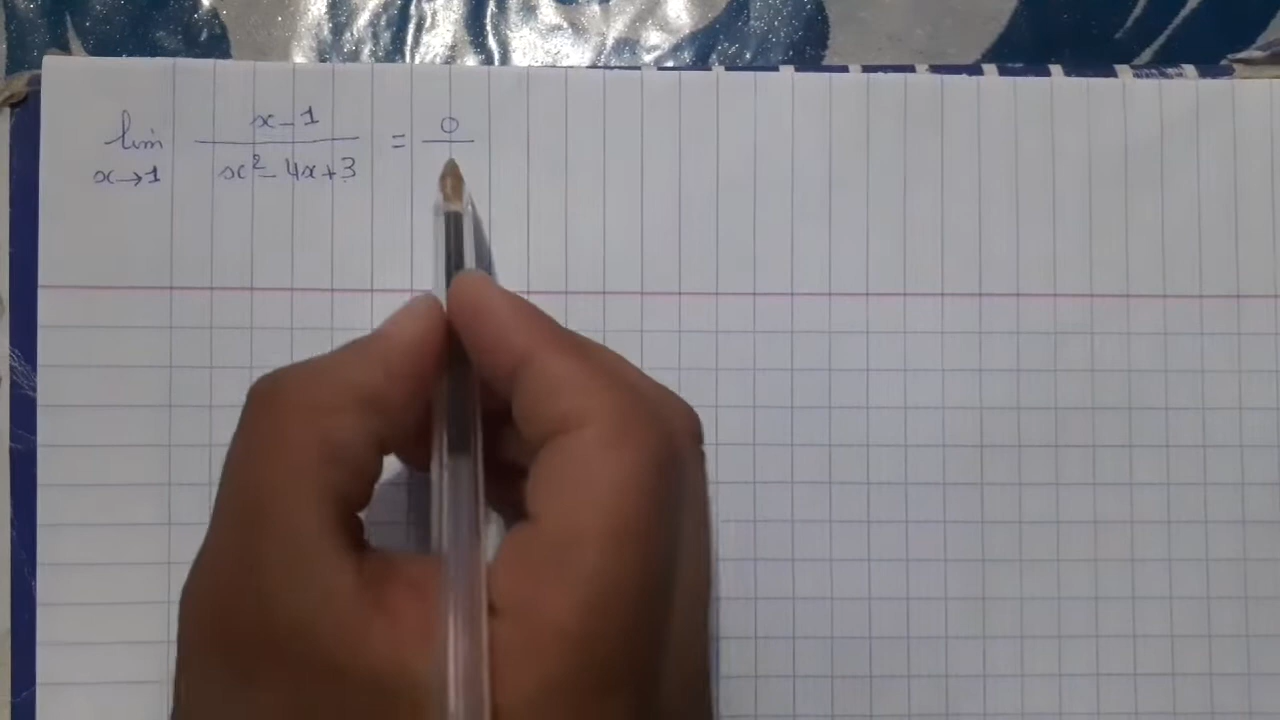 lim x→1 (x-1)/(x²-4x+3) = 0/